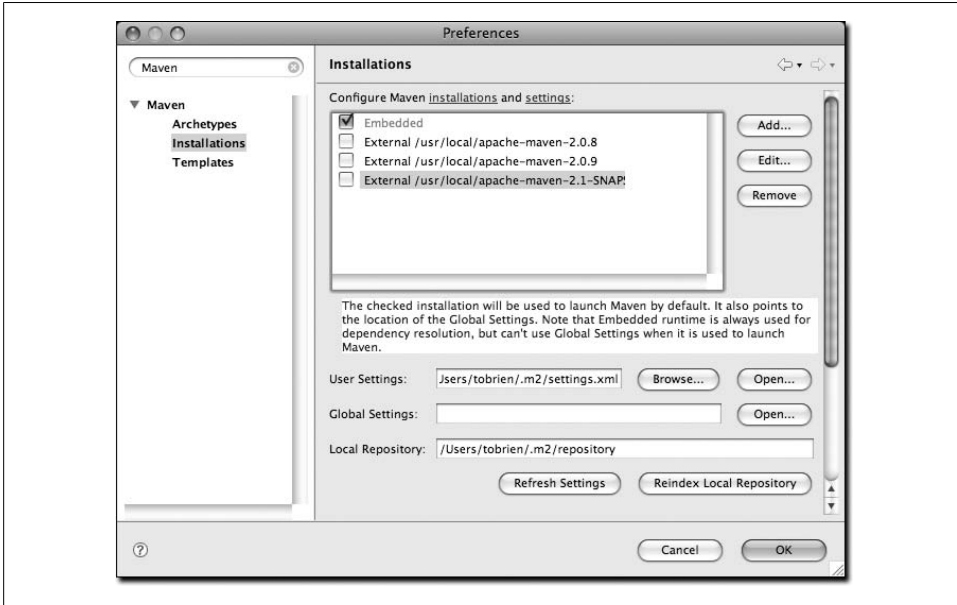 Preferences
Maven
Installations
Maven
Archetypes
Installations
Templates
Configure Maven installations and settings:
Embedded
External /usr/local/apache-maven-2.0.8
External /usr/local/apache-maven-2.0.9
External /usr/local/apache-maven-2.1-SNAPS
Add...
Edit...
Remove
The checked installation will be used to launch Maven by default. It also points to
the location of the Global Settings. Note that Embedded runtime is always used for
dependency resolution, but can't use Global Settings when it is used to launch
Maven.
User Settings: Jsers/tobrien/.m2/settings.xml Browse... Open...
Global Settings: Open...
Local Repository: /Users/tobrien/.m2/repository
Refresh Settings Reindex Local Repository
? Cancel OK